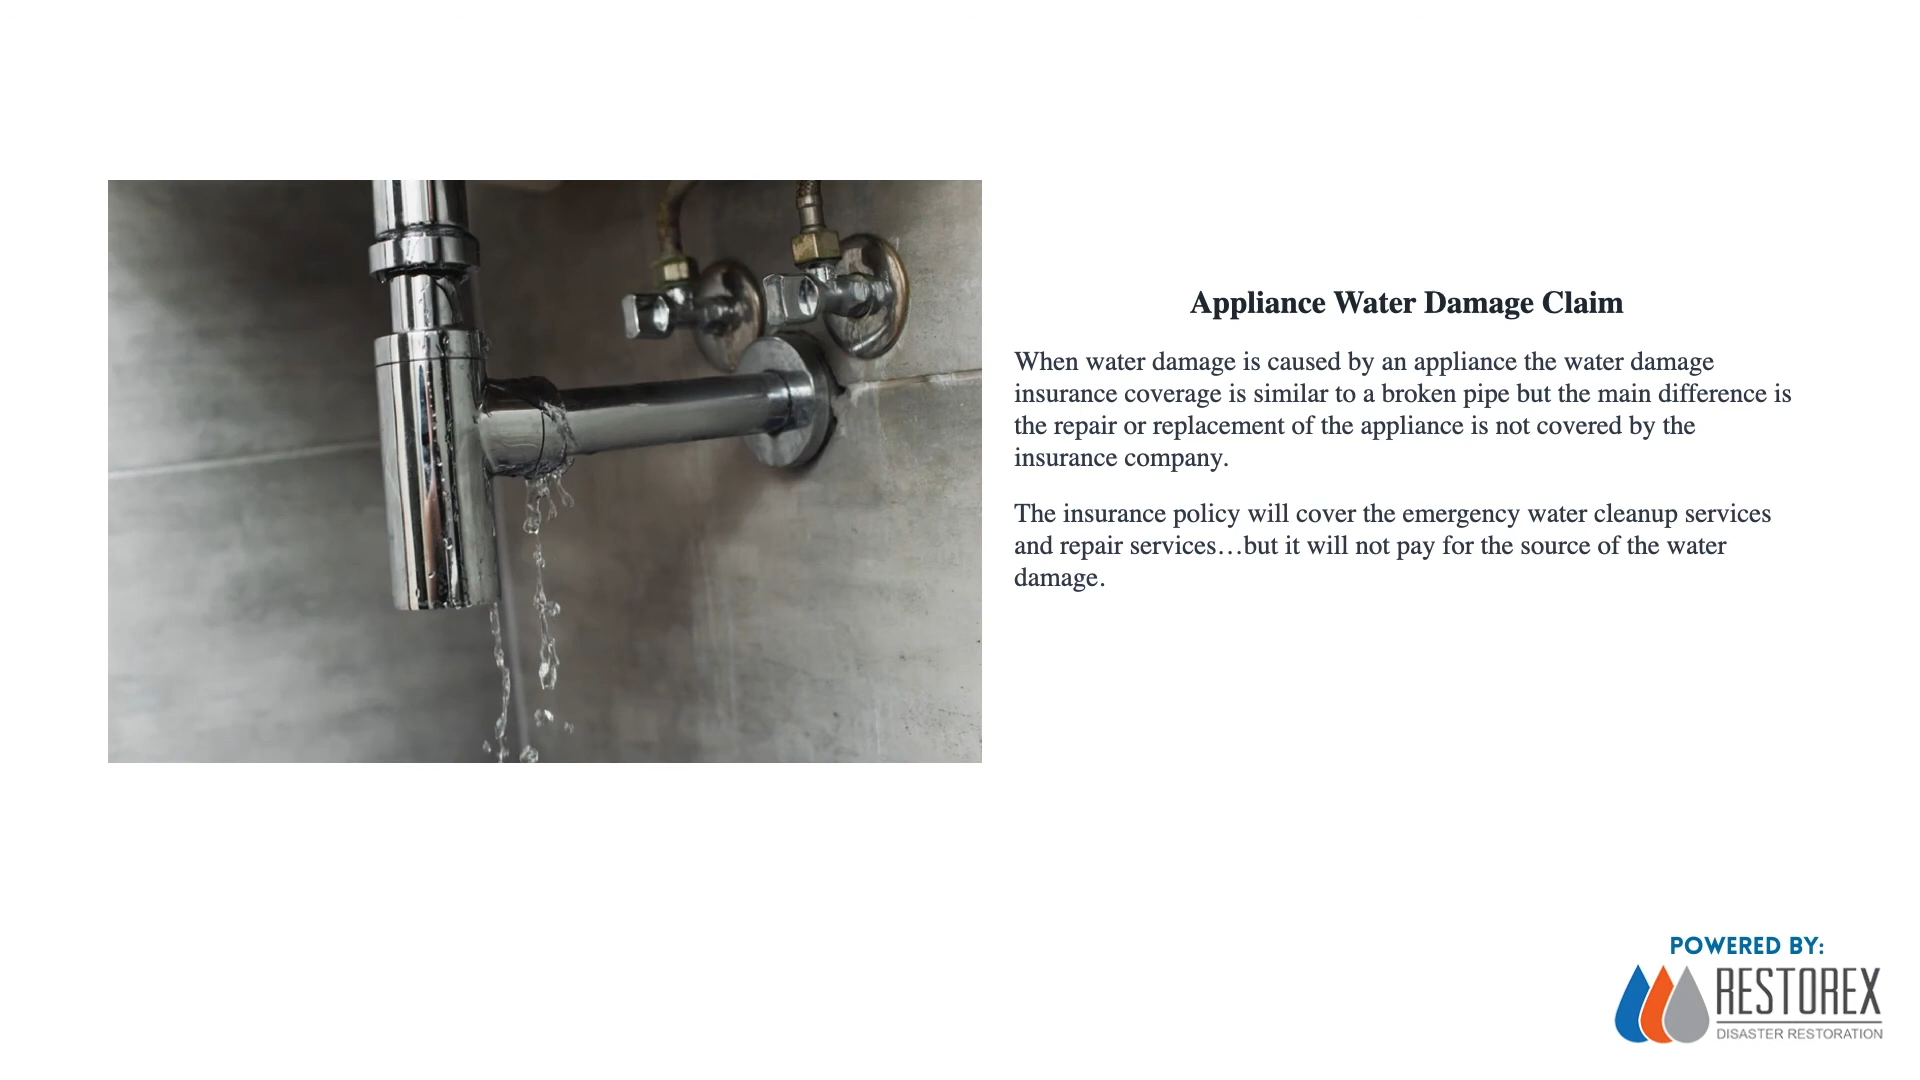 Appliance Water Damage Claim
When water damage is caused by an appliance the water damage
insurance coverage is similar to a broken pipe but the main difference is
the repair or replacement of the appliance is not covered by the
insurance company.
The insurance policy will cover the emergency water cleanup services
and repair services…but it will not pay for the source of the water
damage.
POWERED BY:
RESTOREX
DISASTER RESTORATION